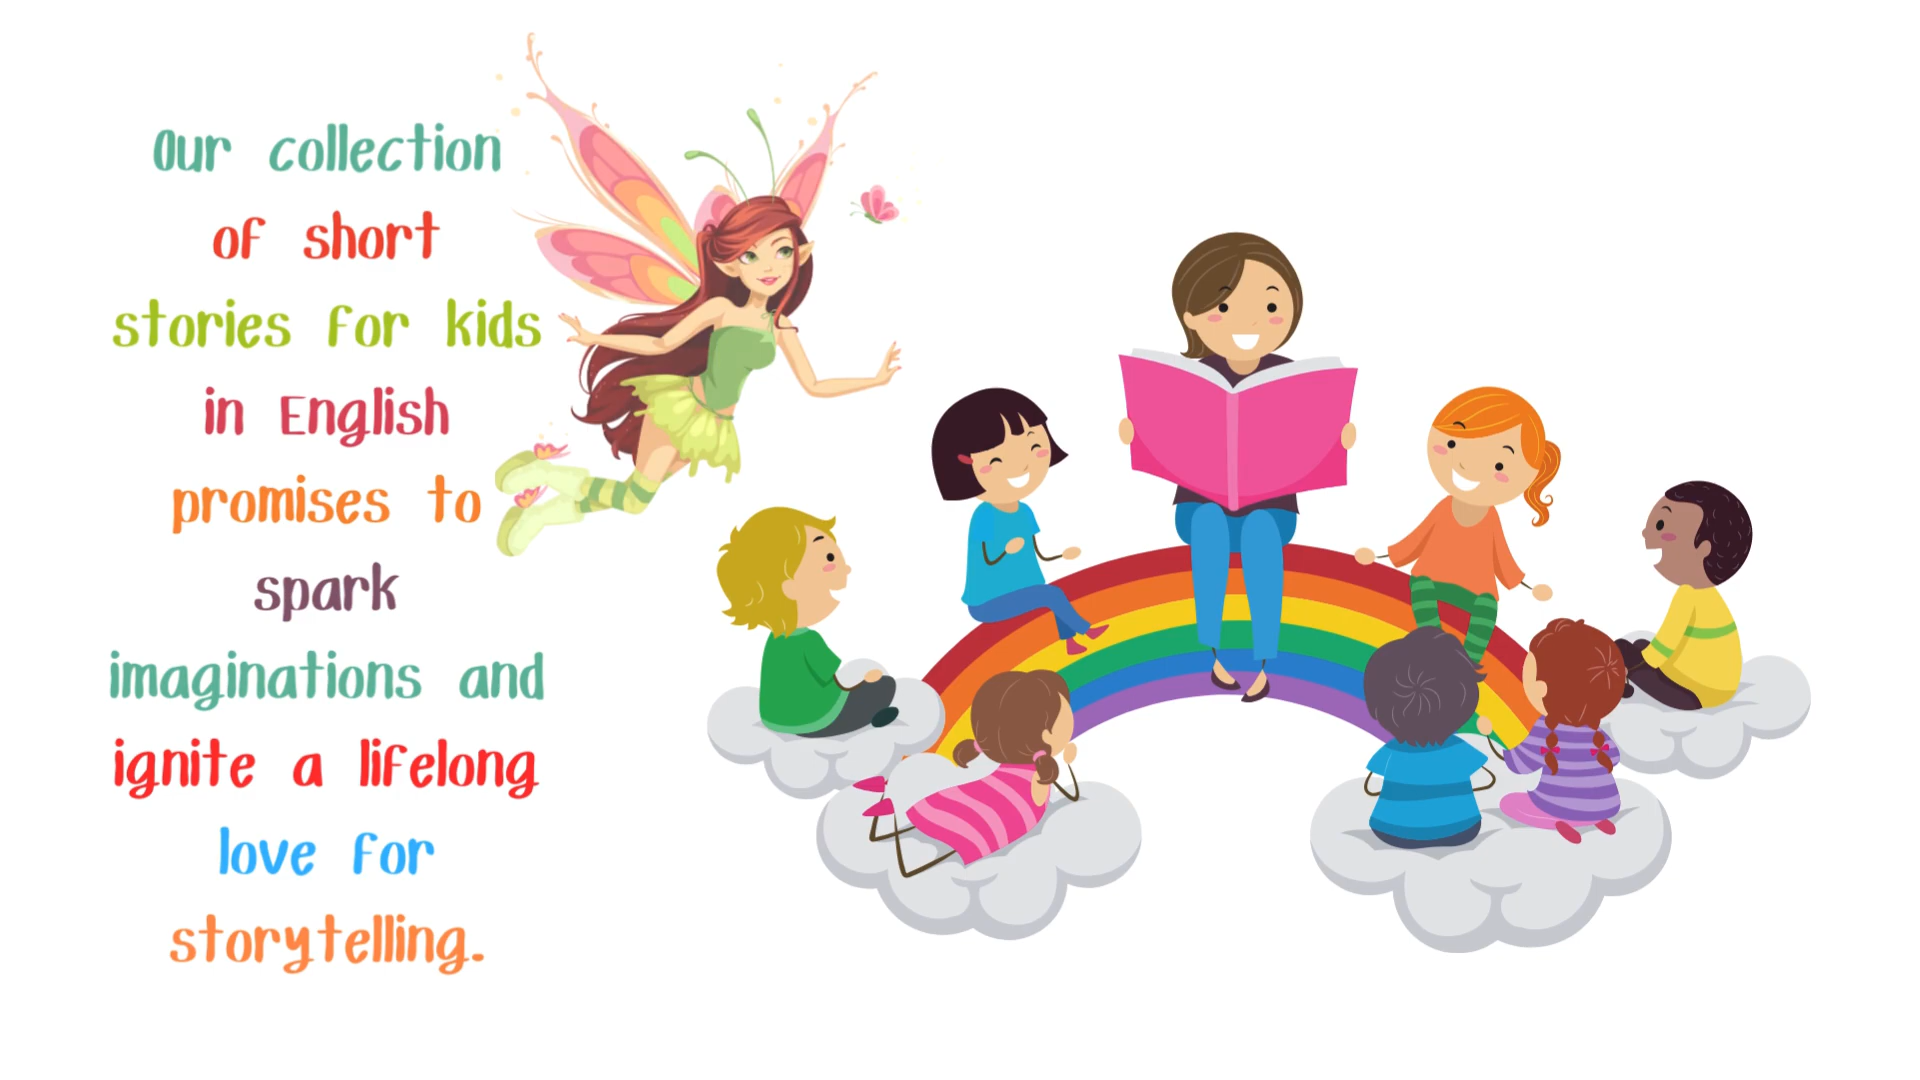 Our collection
of short
stories for kids
in English
promises to
spark
imaginations and
ignite a lifelong
love for
storytelling.